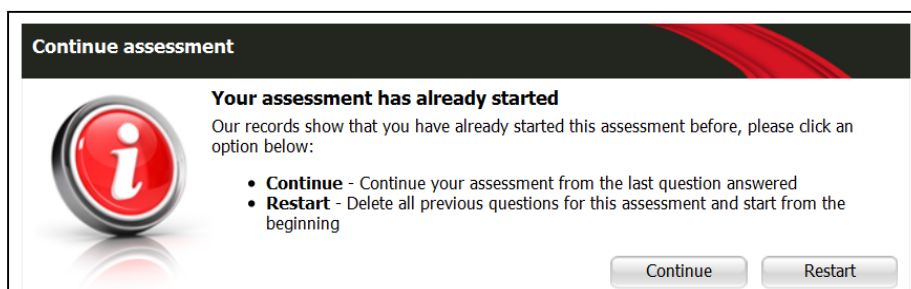 Continue assessment
Your assessment has already started
Our records show that you have already started this assessment before, please click an
option below:
• Continue - Continue your assessment from the last question answered
• Restart - Delete all previous questions for this assessment and start from the
beginning
Continue Restart